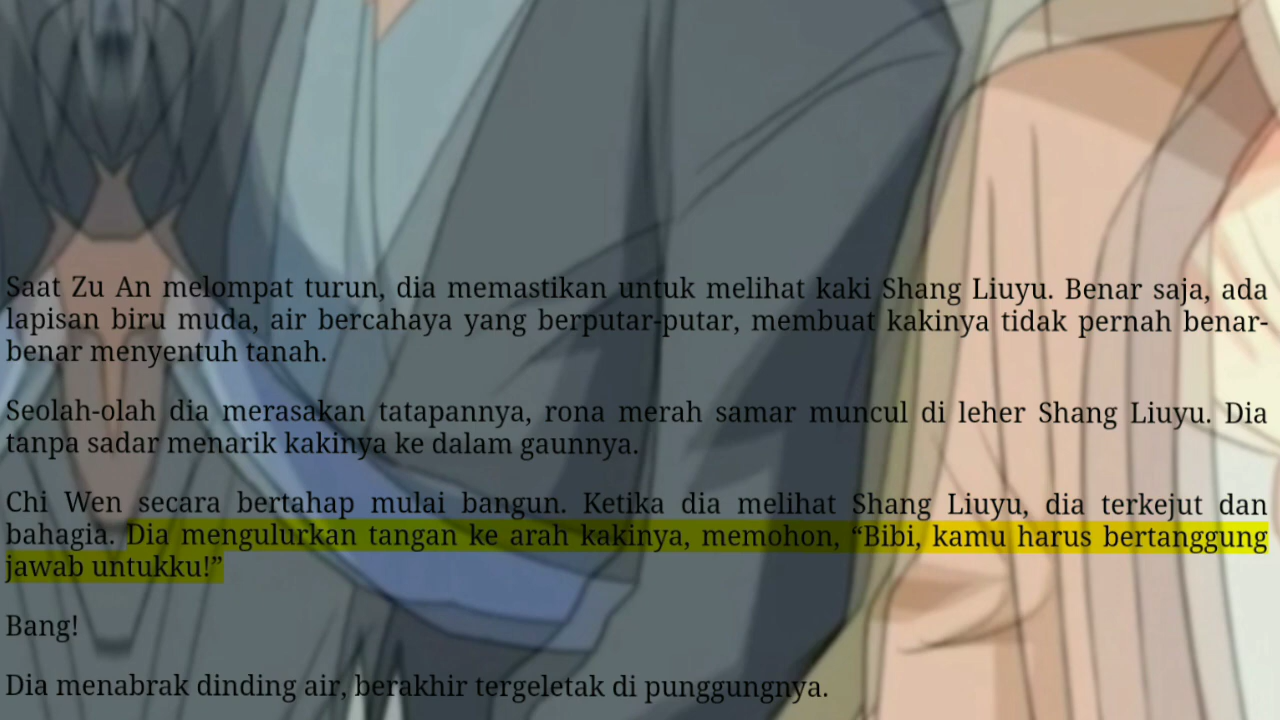 Saat Zu An melompat turun, dia memastikan untuk melihat kaki Shang Liuyu. Benar saja, ada
lapisan biru muda, air bercahaya yang berputar-putar, membuat kakinya tidak pernah benar-
benar menyentuh tanah.
Seolah-olah dia merasakan tatapannya, rona merah samar muncul di leher Shang Liuyu. Dia
tanpa sadar menarik kakinya ke dalam gaunnya.
Chi Wen secara bertahap mulai bangun. Ketika dia melihat Shang Liuyu, dia terkejut dan
bahagia. Dia mengulurkan tangan ke arah kakinya, memohon, “Bibi, kamu harus bertanggung
jawab untukku!”
Bang!
Dia menabrak dinding air, berakhir tergeletak di punggungnya.